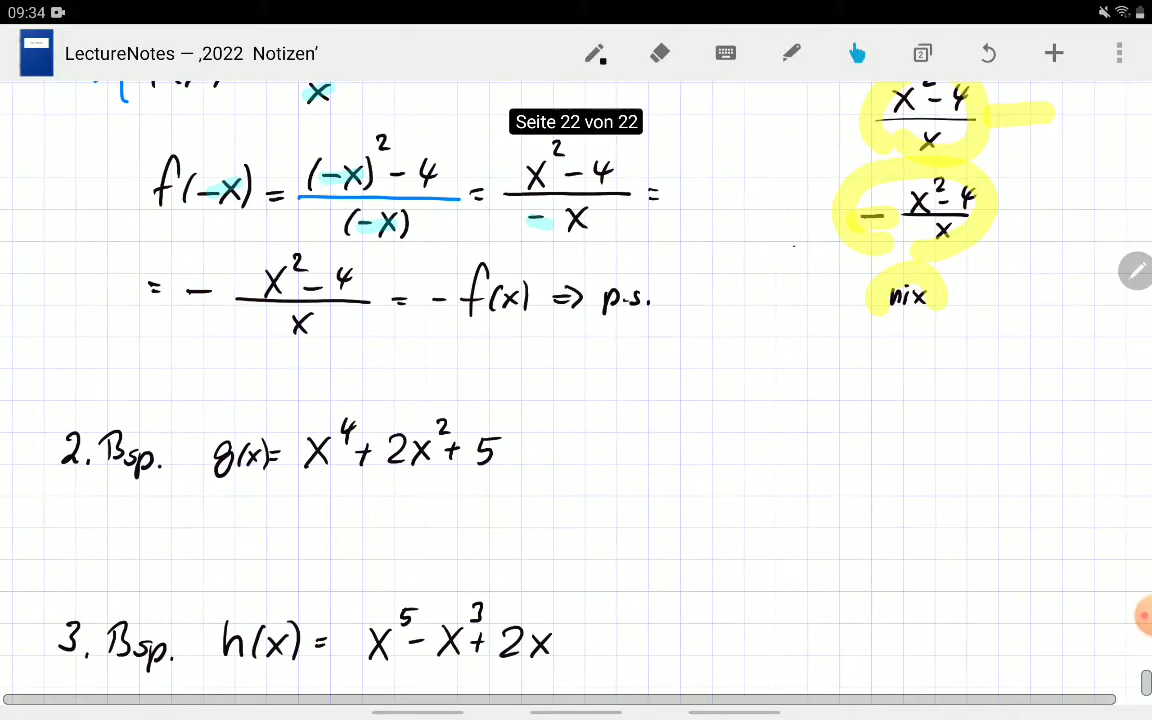 09:34
LectureNotes — ‚2022 Notizen’
2
x
x² - 4
x
Seite 22 von 22
f(-x) = (-x)² - 4 / (-x) = x² - 4 / - x =
- x² - 4 / x
= - x² - 4 / x = - f(x) ⇒ p.s.
nix
2. Bsp. g(x)= x⁴ + 2x² + 5
3. Bsp. h(x) = x⁵ - x³ + 2x